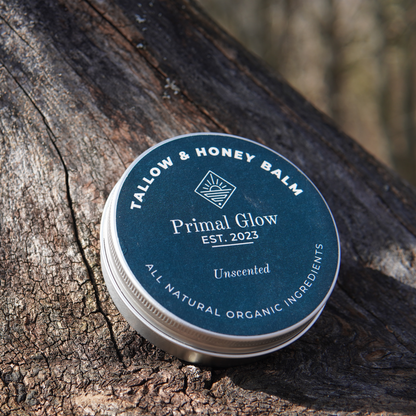 TALLOW & HONEY BALM
Primal Glow
EST. 2023
Unscented
ALL NATURAL ORGANIC INGREDIENTS